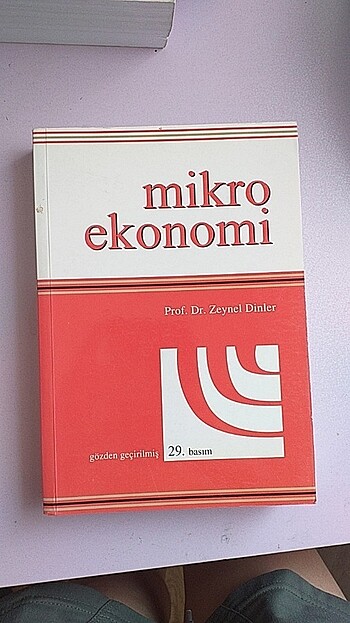 mikro
ekonomi
Prof. Dr. Zeynel Dinler
gözden geçirilmiş 29. basım